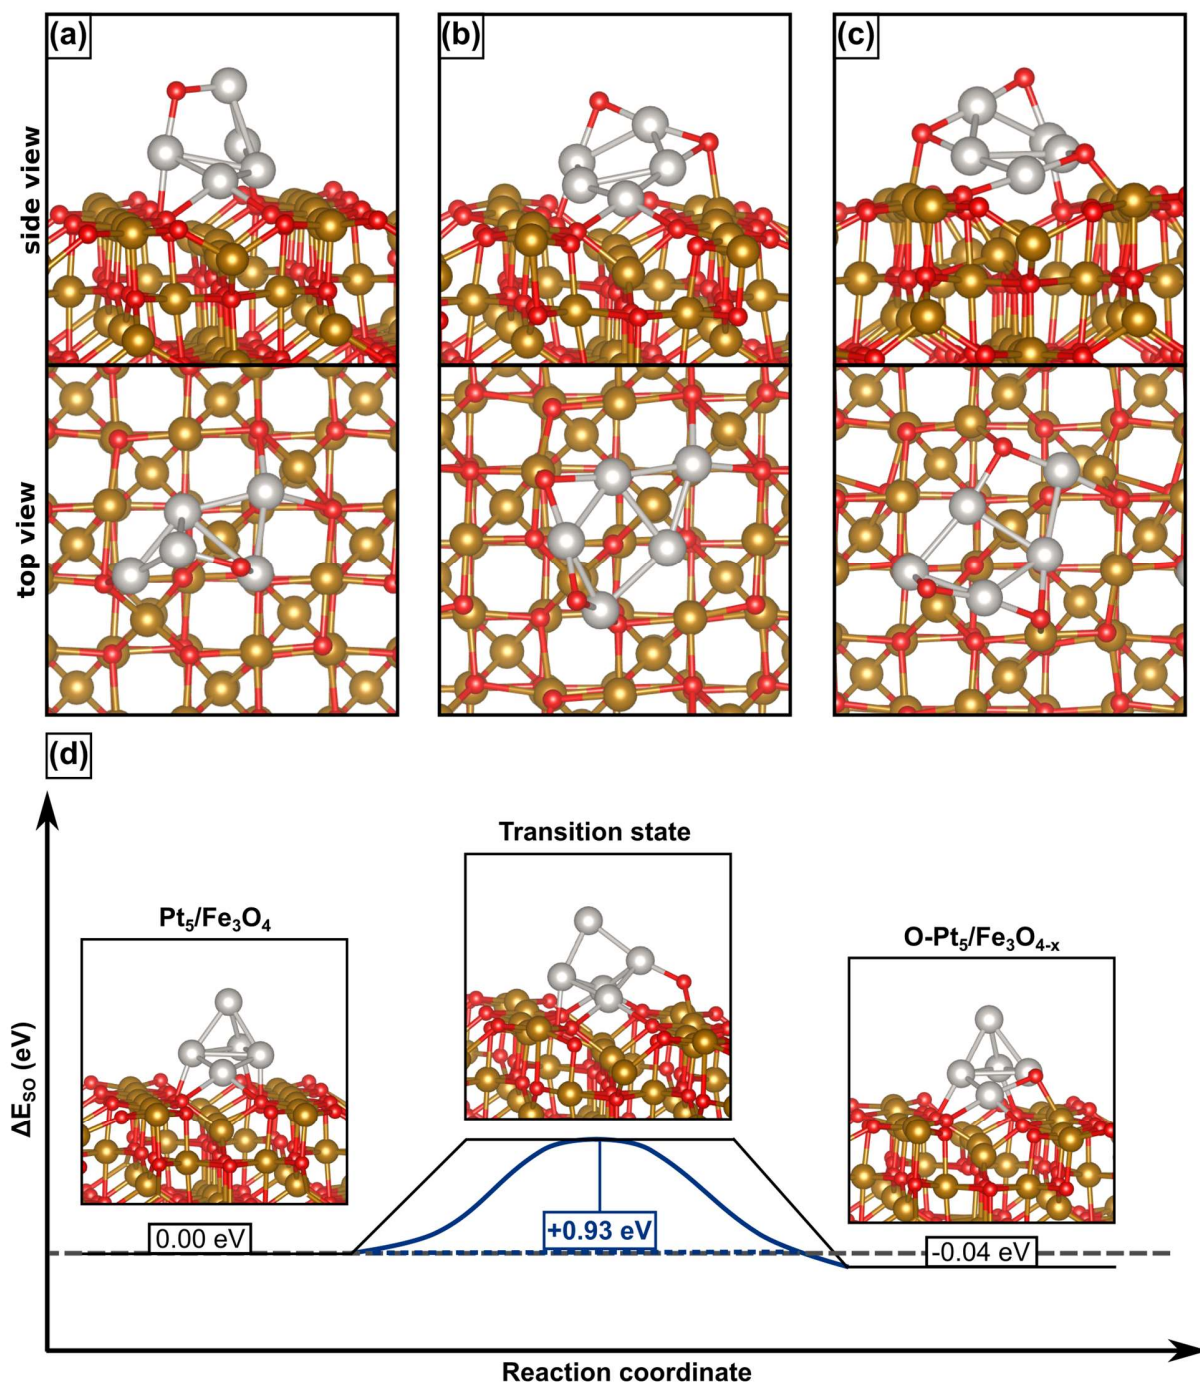 (a)
(b)
(c)
side view
top view
(d)
Transition state
Pt₅/Fe₃O₄
O-Pt₅/Fe₃O₄₋ₓ
ΔE_SO (eV)
0.00 eV
+0.93 eV
-0.04 eV
Reaction coordinate